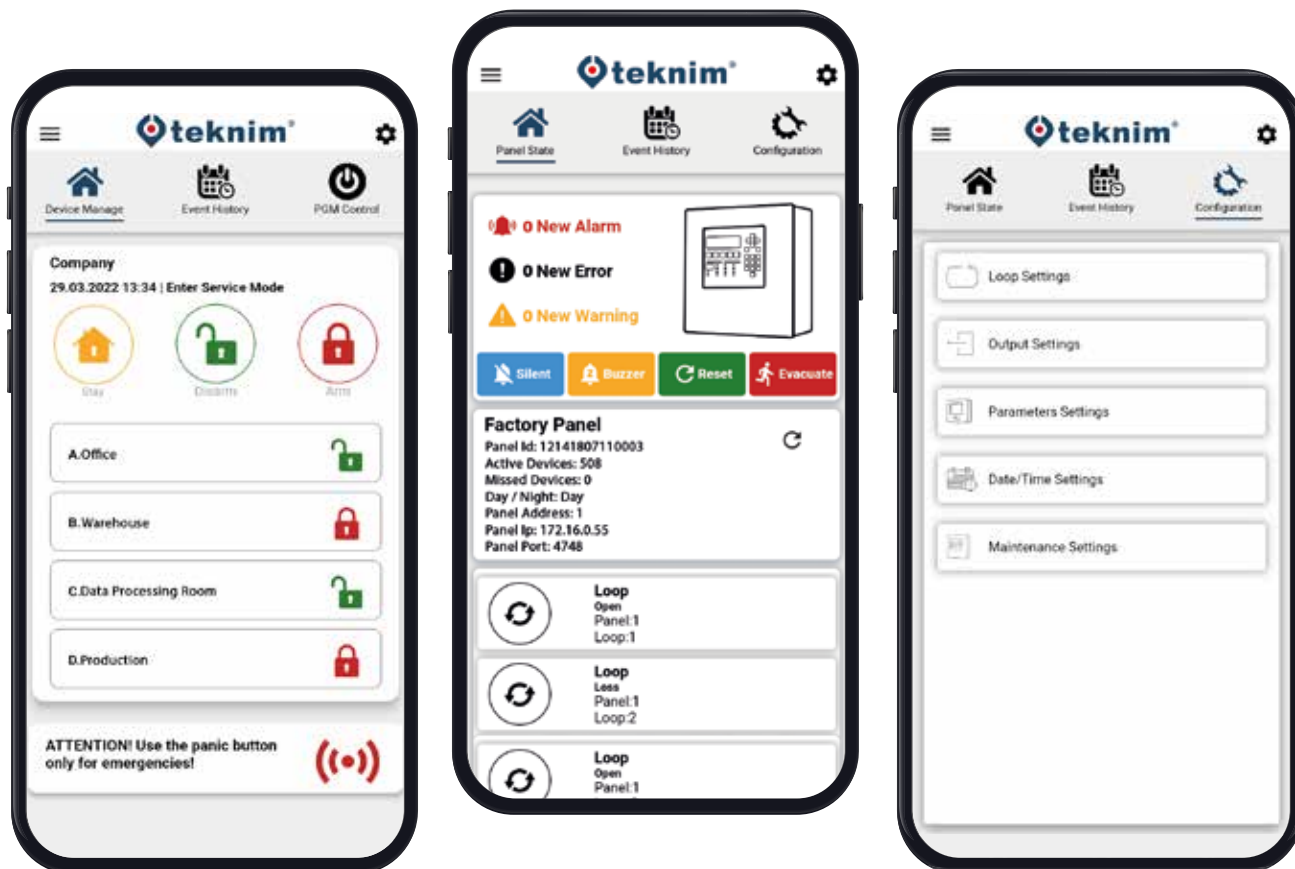 teknim®
Device Manage
Event History
PGM Control
Company
29.03.2022 13:34 | Enter Service Mode
Stay
Disarm
Arm
A.Office
B.Warehouse
C.Data Processing Room
D.Production
ATTENTION! Use the panic button
only for emergencies!
teknim®
Panel State
Event History
Configuration
0 New Alarm
0 New Error
0 New Warning
Silent
Buzzer
Reset
Evacuate
Factory Panel
Panel Id: 12141807110003
Active Devices: 508
Missed Devices: 0
Day / Night: Day
Panel Address: 1
Panel Ip: 172.16.0.55
Panel Port: 4748
Loop
Open
Panel:1
Loop:1
Loop
Less
Panel:1
Loop:2
Loop
Open
Panel:1
teknim®
Panel State
Event History
Configuration
Loop Settings
Output Settings
Parameters Settings
Date/Time Settings
Maintenance Settings